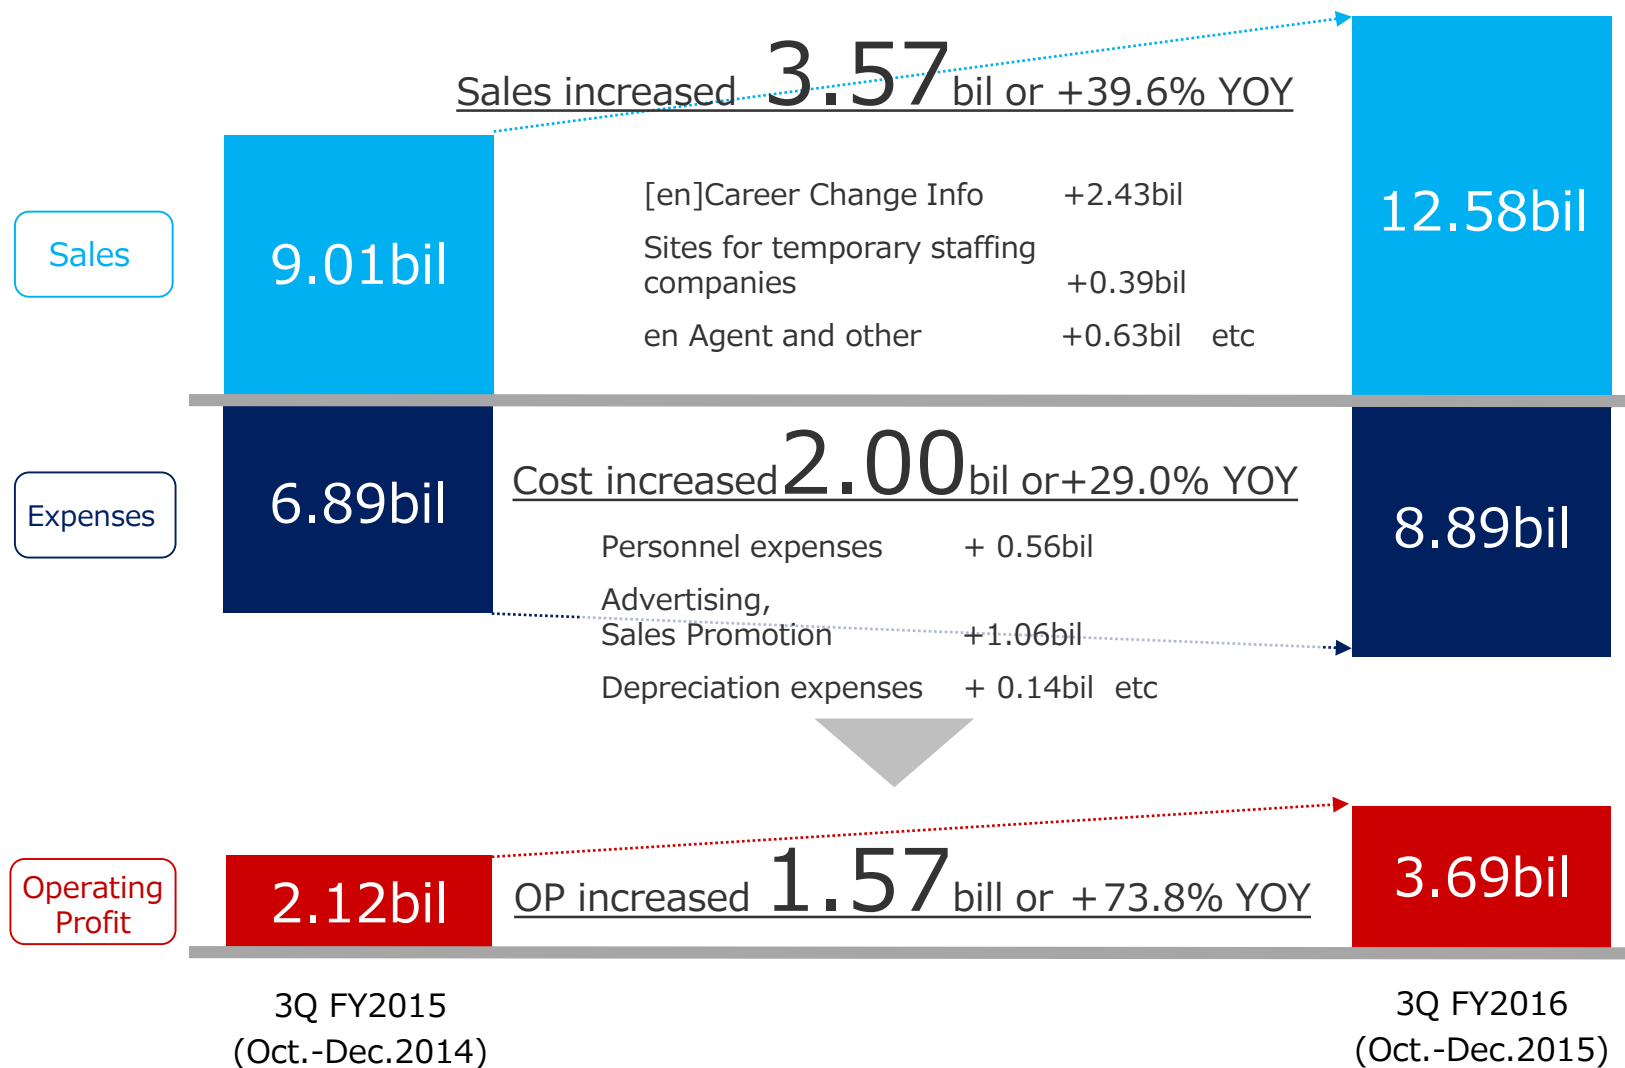 Sales increased 3.57 bil or +39.6% YOY
Sales
9.01bil
[en]Career Change Info +2.43bil
Sites for temporary staffing
companies +0.39bil
en Agent and other +0.63bil etc
12.58bil
Expenses
6.89bil
Cost increased 2.00 bil or+29.0% YOY
Personnel expenses + 0.56bil
Advertising,
Sales Promotion +1.06bil
Depreciation expenses + 0.14bil etc
8.89bil
Operating
Profit
2.12bil
OP increased 1.57 bill or +73.8% YOY
3.69bil
3Q FY2015
(Oct.-Dec.2014)
3Q FY2016
(Oct.-Dec.2015)